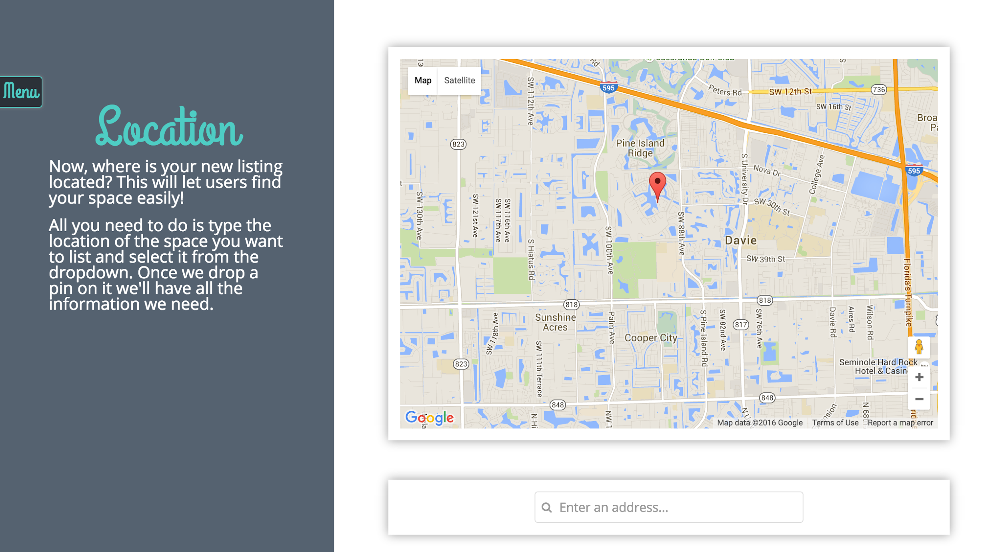 Menu
Location
Now, where is your new listing
located? This will let users find
your space easily!
All you need to do is type the
location of the space you want
to list and select it from the
dropdown. Once we drop a
pin on it we'll have all the
information we need.
Map
Satellite
Rd
595
Peters Rd
SW 12th St
736
SW 16th St
SW 112th Ave
823
Pine Island
Ridge
S University Dr
Nova Dr
College Ave
595
SW 130th Ave
SW 121st Ave
SW 117th Ave
SW 116th Ave
SW 30th St
SW 88th Ave
SW 100th Ave
S Hiatus Rd
Davie
SW 39th St
Florida's Turnpike
818
818
Sunshine
Acres
Palm Ave
Cooper City
S Pine Island Rd
SW 82nd Ave
817
SW 76th Ave
Davie Rd
Aires Rd
Wilson Rd
SW 118th Ave
SW 111th Terrace
823
Seminole Hard Rock
Hotel &
848
848
Google
Map data ©2016 Google
Terms of Use
Report a map error
Enter an address...